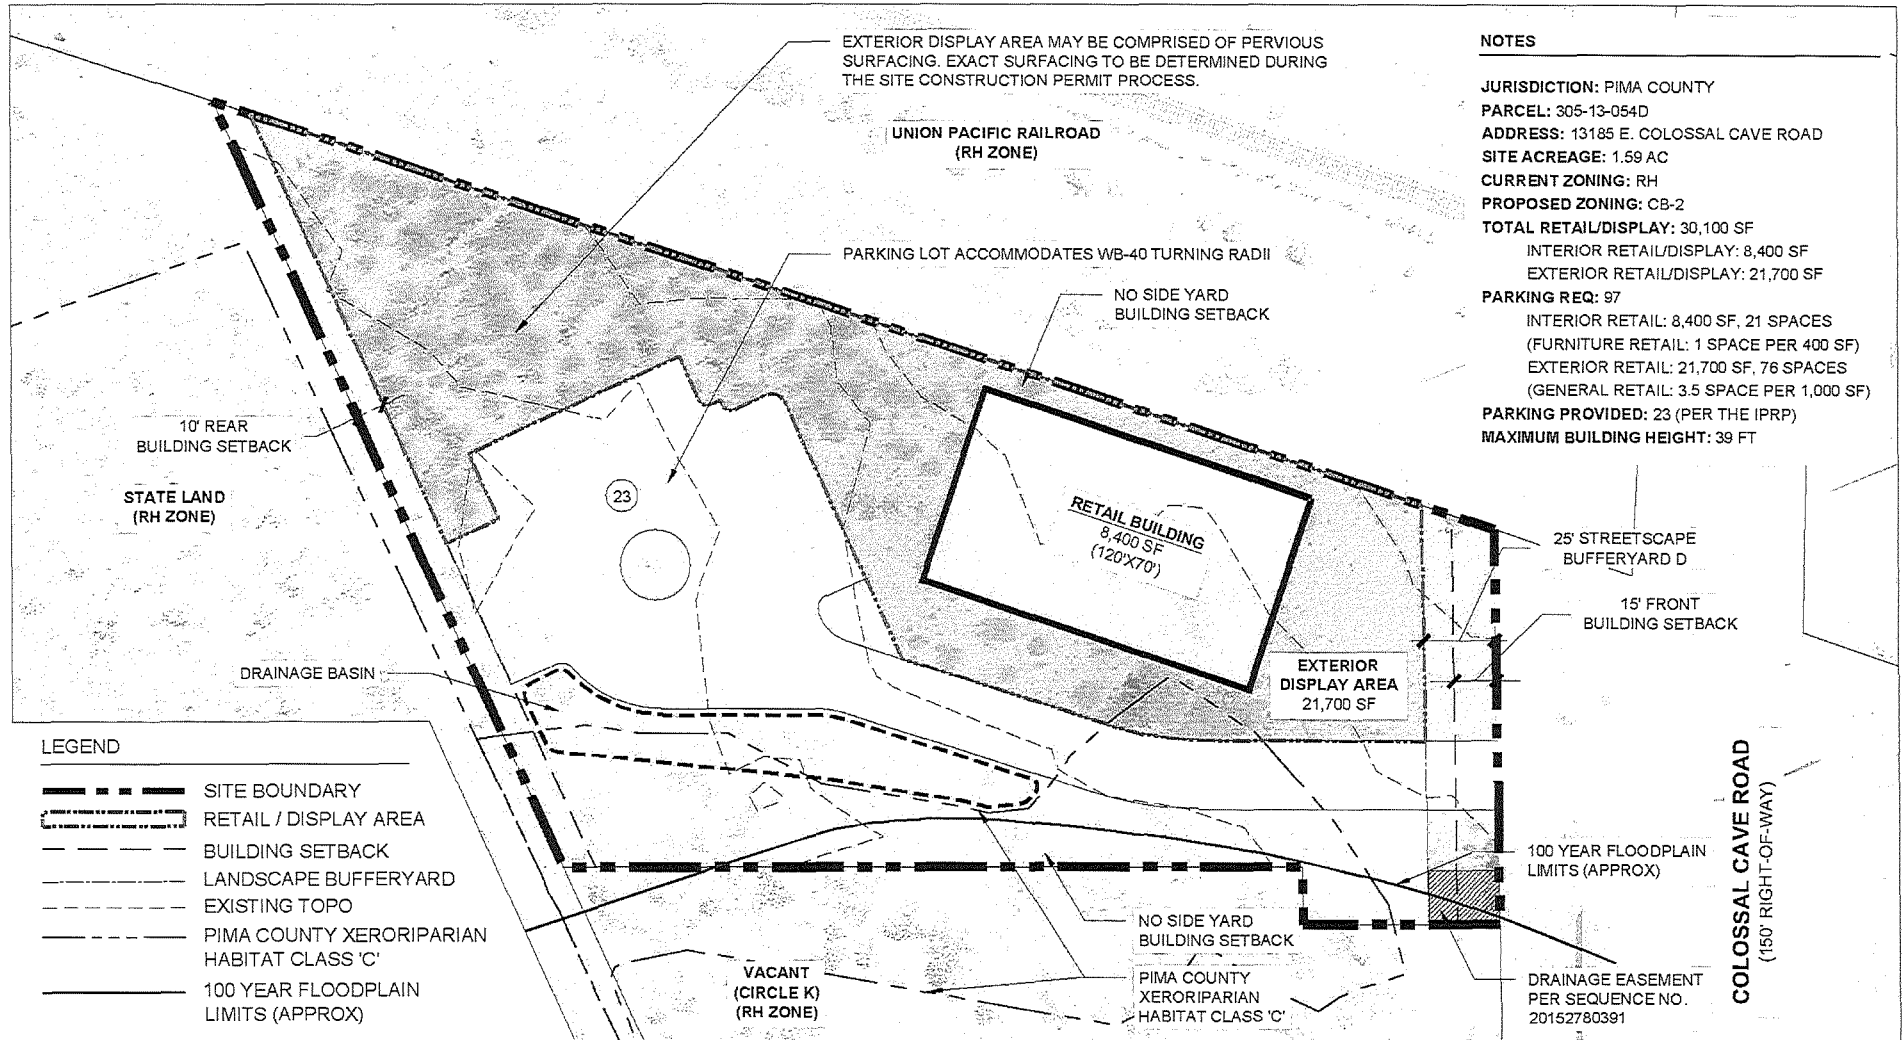 EXTERIOR DISPLAY AREA MAY BE COMPRISED OF PERVIOUS
SURFACING. EXACT SURFACING TO BE DETERMINED DURING
THE SITE CONSTRUCTION PERMIT PROCESS.
UNION PACIFIC RAILROAD
(RH ZONE)
PARKING LOT ACCOMMODATES WB-40 TURNING RADII
NO SIDE YARD
BUILDING SETBACK
NOTES
JURISDICTION: PIMA COUNTY
PARCEL: 305-13-054D
ADDRESS: 13185 E. COLOSSAL CAVE ROAD
SITE ACREAGE: 1.59 AC
CURRENT ZONING: RH
PROPOSED ZONING: CB-2
TOTAL RETAIL/DISPLAY: 30,100 SF
INTERIOR RETAIL/DISPLAY: 8,400 SF
EXTERIOR RETAIL/DISPLAY: 21,700 SF
PARKING REQ: 97
INTERIOR RETAIL: 8,400 SF, 21 SPACES
(FURNITURE RETAIL: 1 SPACE PER 400 SF)
EXTERIOR RETAIL: 21,700 SF, 76 SPACES
(GENERAL RETAIL: 3.5 SPACE PER 1,000 SF)
PARKING PROVIDED: 23 (PER THE IPRP)
MAXIMUM BUILDING HEIGHT: 39 FT
10' REAR
BUILDING SETBACK
STATE LAND
(RH ZONE)
23
RETAIL BUILDING
8,400 SF
(120'X70')
25' STREETSCAPE
BUFFERYARD D
15' FRONT
BUILDING SETBACK
EXTERIOR
DISPLAY AREA
21,700 SF
DRAINAGE BASIN
LEGEND
SITE BOUNDARY
RETAIL / DISPLAY AREA
BUILDING SETBACK
LANDSCAPE BUFFERYARD
EXISTING TOPO
PIMA COUNTY XERORIPARIAN
HABITAT CLASS 'C'
100 YEAR FLOODPLAIN
LIMITS (APPROX)
VACANT
(CIRCLE K)
(RH ZONE)
NO SIDE YARD
BUILDING SETBACK
PIMA COUNTY
XERORIPARIAN
HABITAT CLASS 'C'
100 YEAR FLOODPLAIN
LIMITS (APPROX)
DRAINAGE EASEMENT
PER SEQUENCE NO.
20152780391
COLOSSAL CAVE ROAD
(150' RIGHT-OF-WAY)